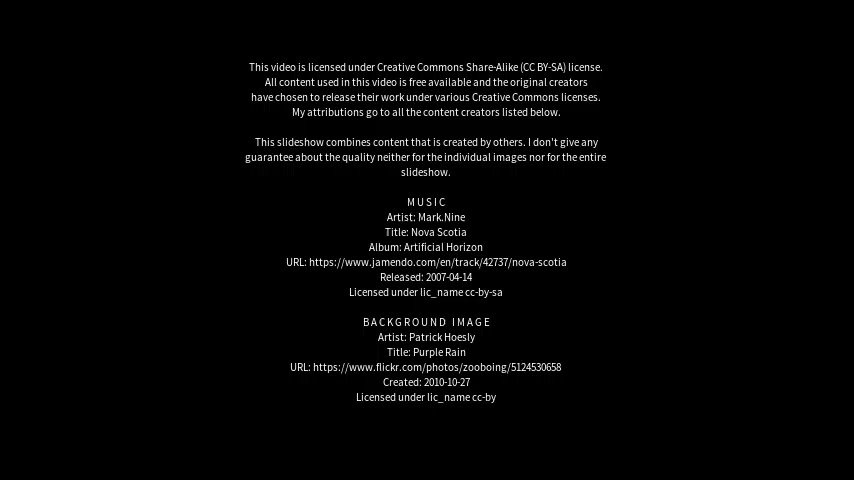 This video is licensed under Creative Commons Share-Alike (CC BY-SA) license.
All content used in this video is free available and the original creators
have chosen to release their work under various Creative Commons licenses.
My attributions go to all the content creators listed below.
This slideshow combines content that is created by others. I don't give any
guarantee about the quality neither for the individual images nor for the entire
slideshow.
MUSIC
Artist: Mark.Nine
Title: Nova Scotia
Album: Artificial Horizon
URL: https://www.jamendo.com/en/track/42737/nova-scotia
Released: 2007-04-14
Licensed under lic_name cc-by-sa
BACKGROUND IMAGE
Artist: Patrick Hoesly
Title: Purple Rain
URL: https://www.flickr.com/photos/zooboing/5124530658
Created: 2010-10-27
Licensed under lic_name cc-by